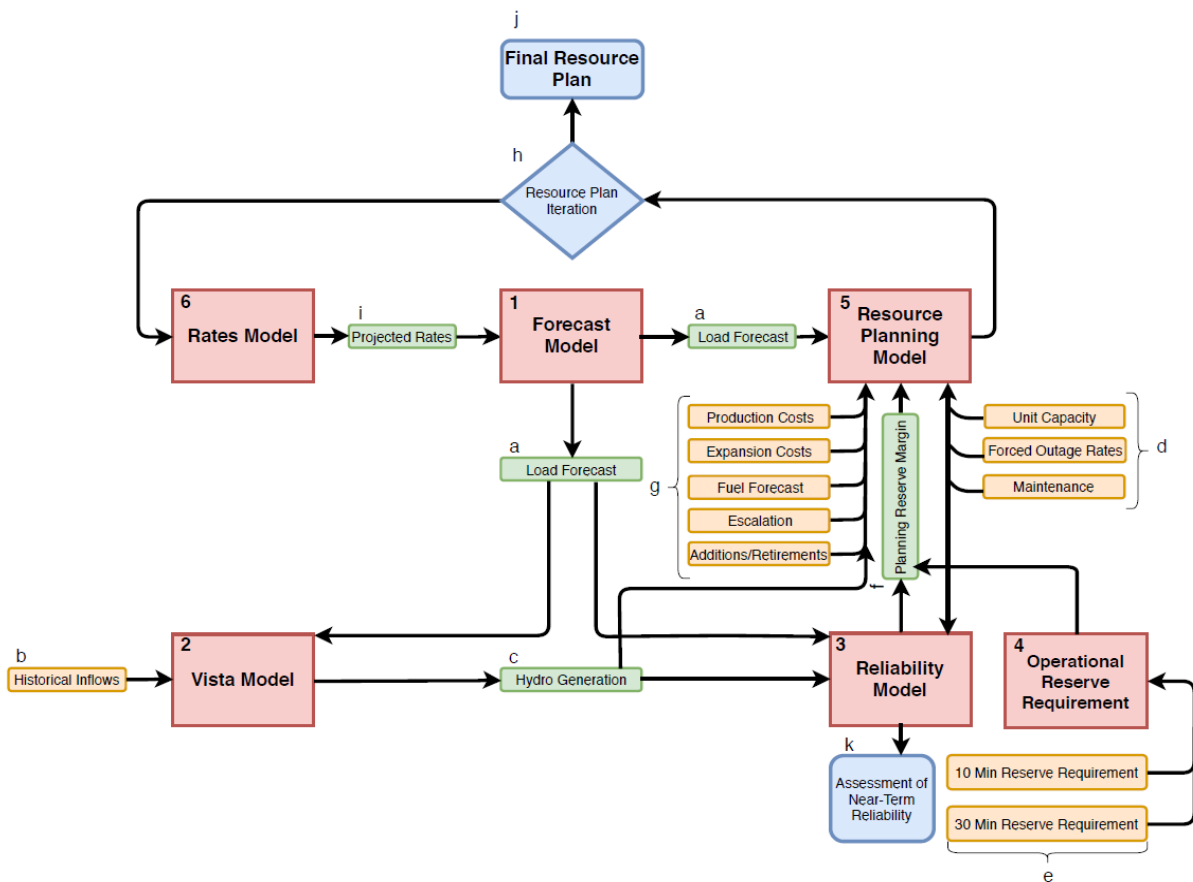 j
Final Resource
Plan
h
Resource Plan
Iteration
6
Rates Model
i
Projected Rates
1
Forecast
Model
a
Load Forecast
5
Resource
Planning
Model
a
Load Forecast
g
Production Costs
Expansion Costs
Fuel Forecast
Escalation
Additions/Retirements
Planning Reserve Margin
f
Unit Capacity
Forced Outage Rates
Maintenance
d
b
Historical Inflows
2
Vista Model
c
Hydro Generation
3
Reliability
Model
4
Operational
Reserve
Requirement
k
Assessment of
Near-Term
Reliability
10 Min Reserve Requirement
30 Min Reserve Requirement
e